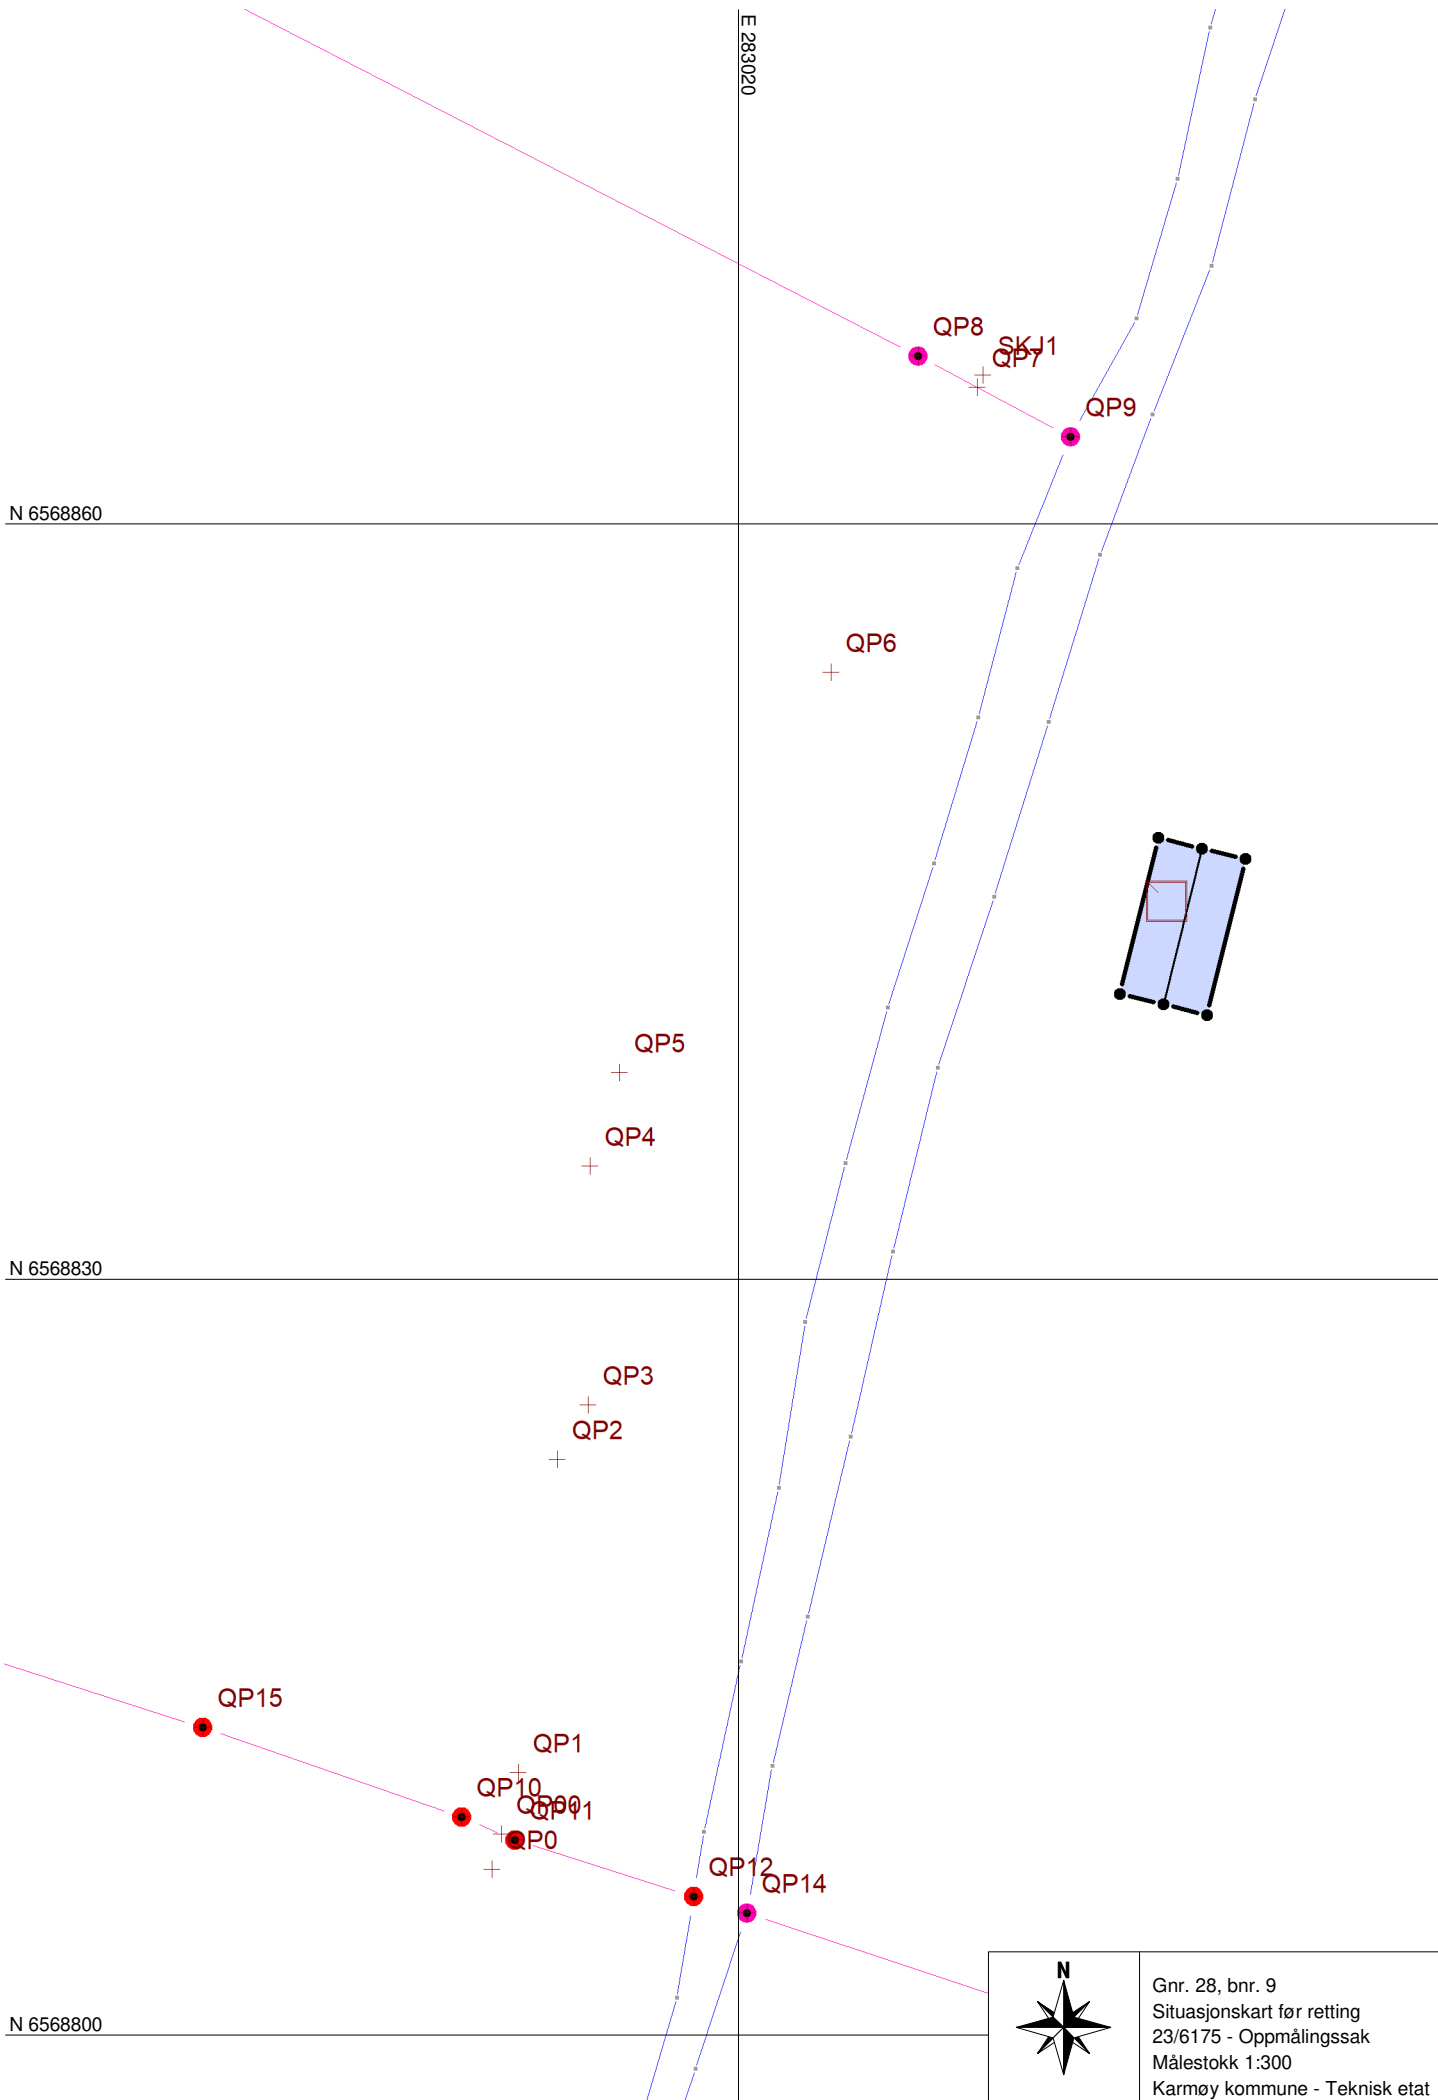 E 283020
QP8
SKJ1
QP7
QP9
N 6568860
QP6
QP5
QP4
N 6568830
QP3
QP2
QP15
QP1
QP10
QP00
QP11
QP0
QP12
QP14
N
Gnr. 28, bnr. 9
Situasjonskart før retting
23/6175 - Oppmålingssak
Målestokk 1:300
Karmøy kommune - Teknisk etat
N 6568800